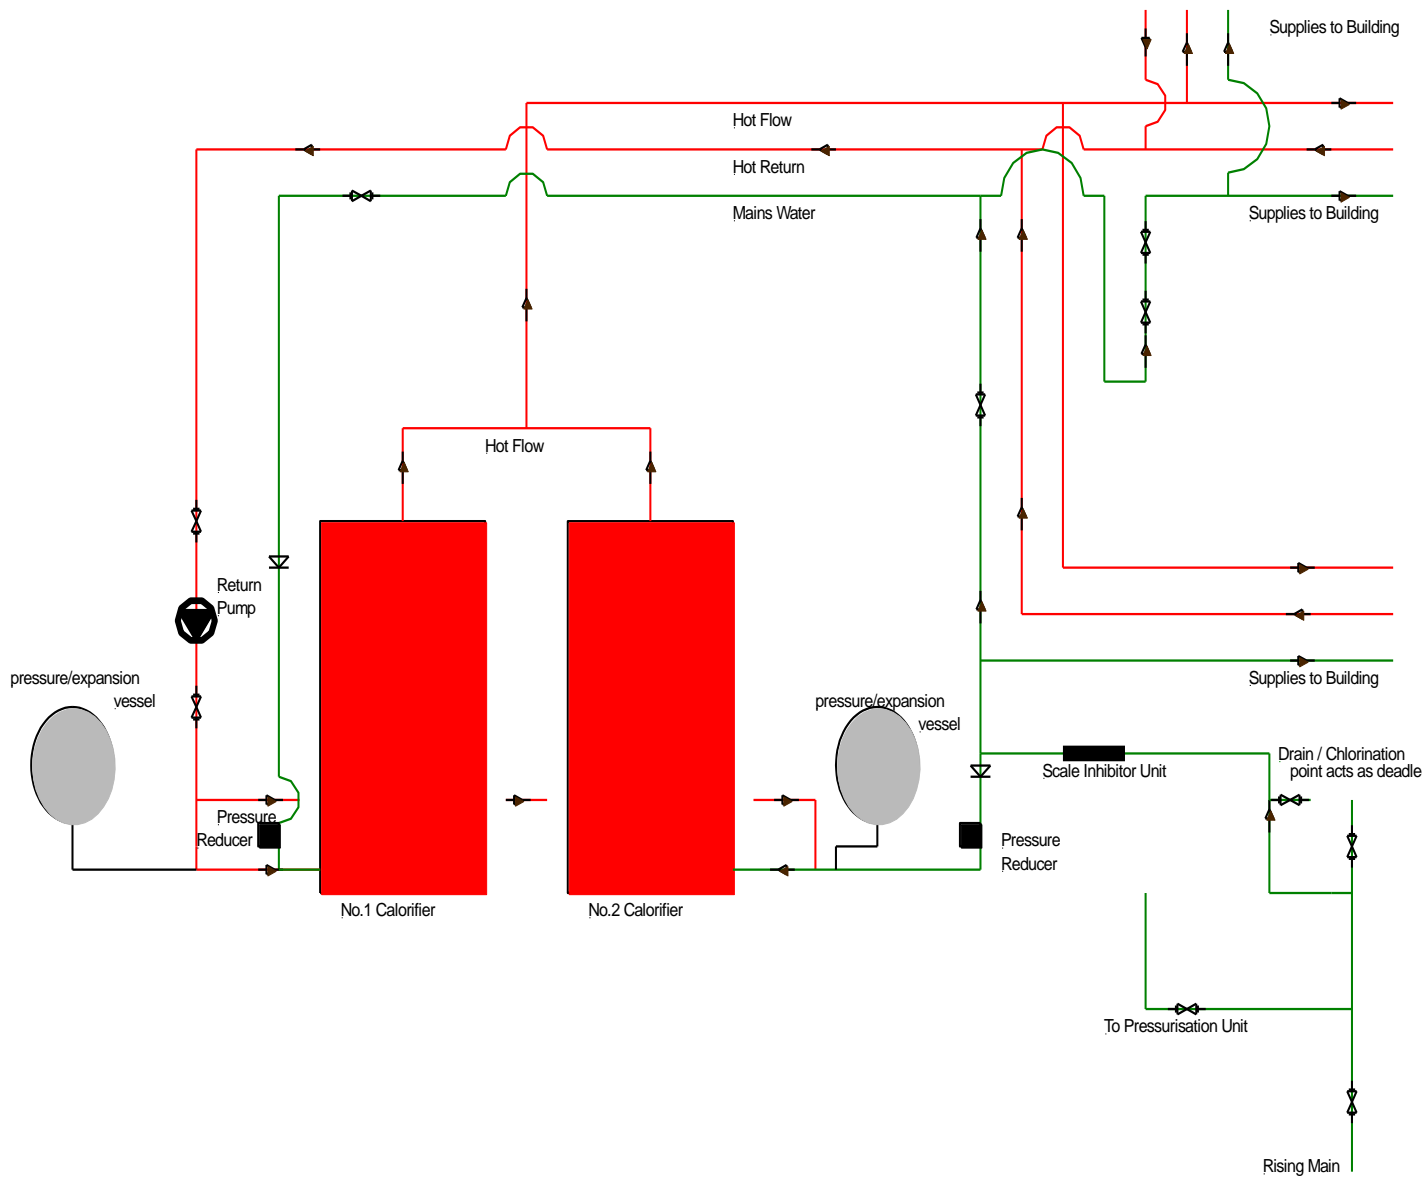 Supplies to Building
Hot Flow
Hot Return
Mains Water
Supplies to Building
Hot Flow
Return
Pump
pressure/expansion
vessel
pressure/expansion
vessel
Supplies to Building
Drain / Chlorination
point acts as deadle
Scale Inhibitor Unit
Pressure
Reducer
Pressure
Reducer
No.1 Calorifier
No.2 Calorifier
To Pressurisation Unit
Rising Main